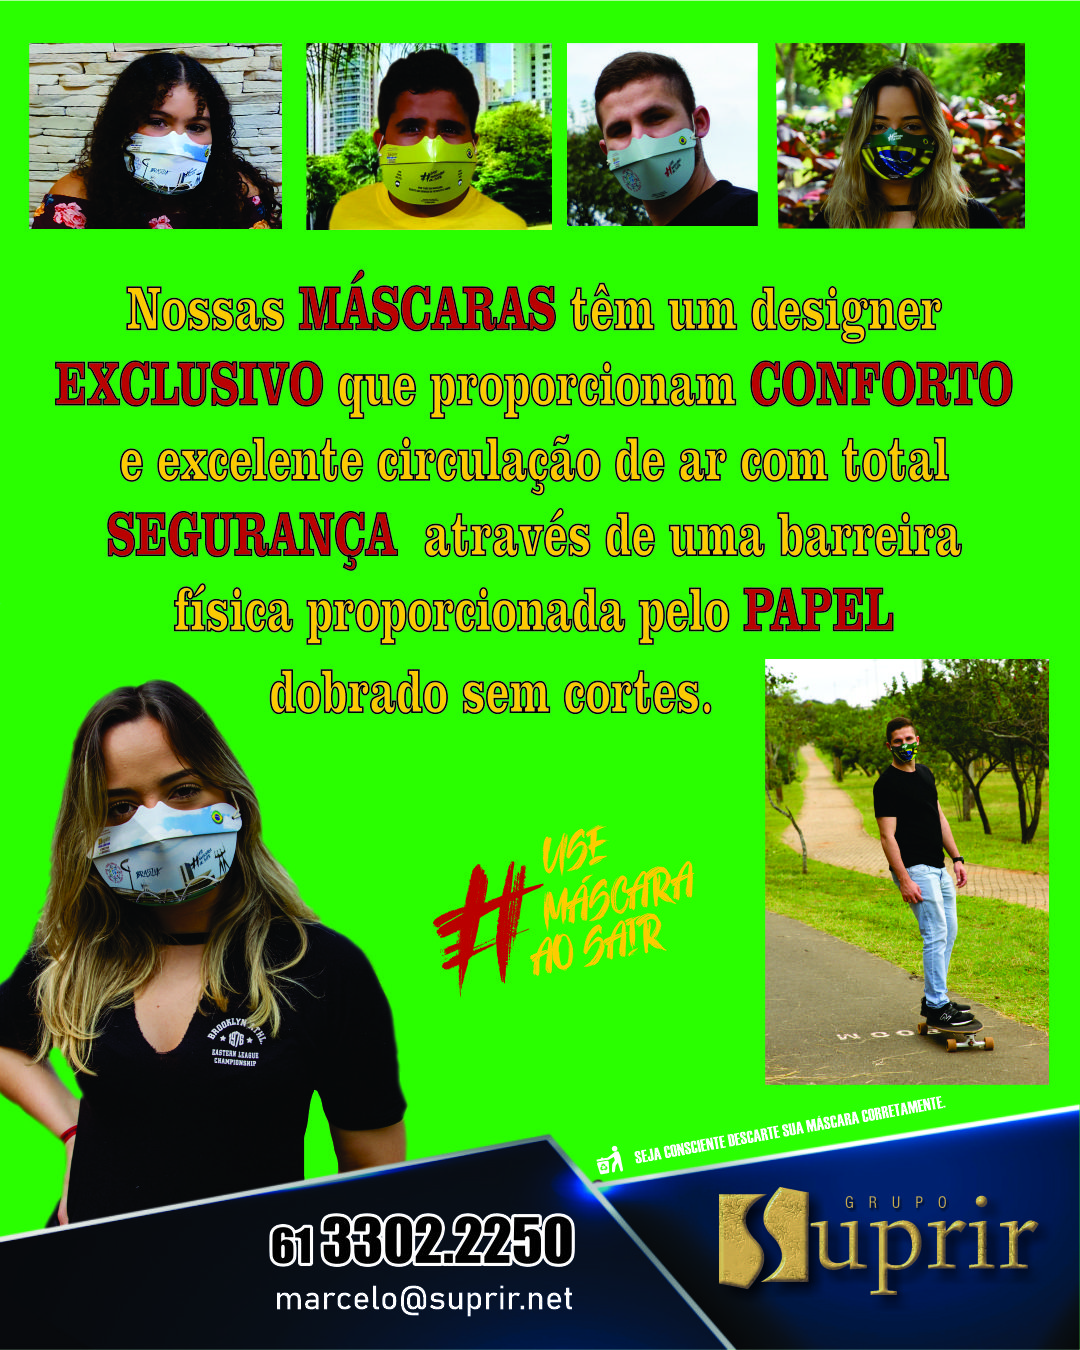 Nossas MÁSCARAS têm um designer
EXCLUSIVO que proporcionam CONFORTO
e excelente circulação de ar com total
SEGURANÇA através de uma barreira
física proporcionada pelo PAPEL
dobrado sem cortes.
# USE
MÁSCARA
AO SAIR
BROOKLYN ATHL
1976
EASTERN LEAGUE
CHAMPIONSHIP
SEJA CONSCIENTE DESCARTE SUA MÁSCARA CORRETAMENTE.
61 3302.2250
marcelo@suprir.net
GRUPO
Suprir